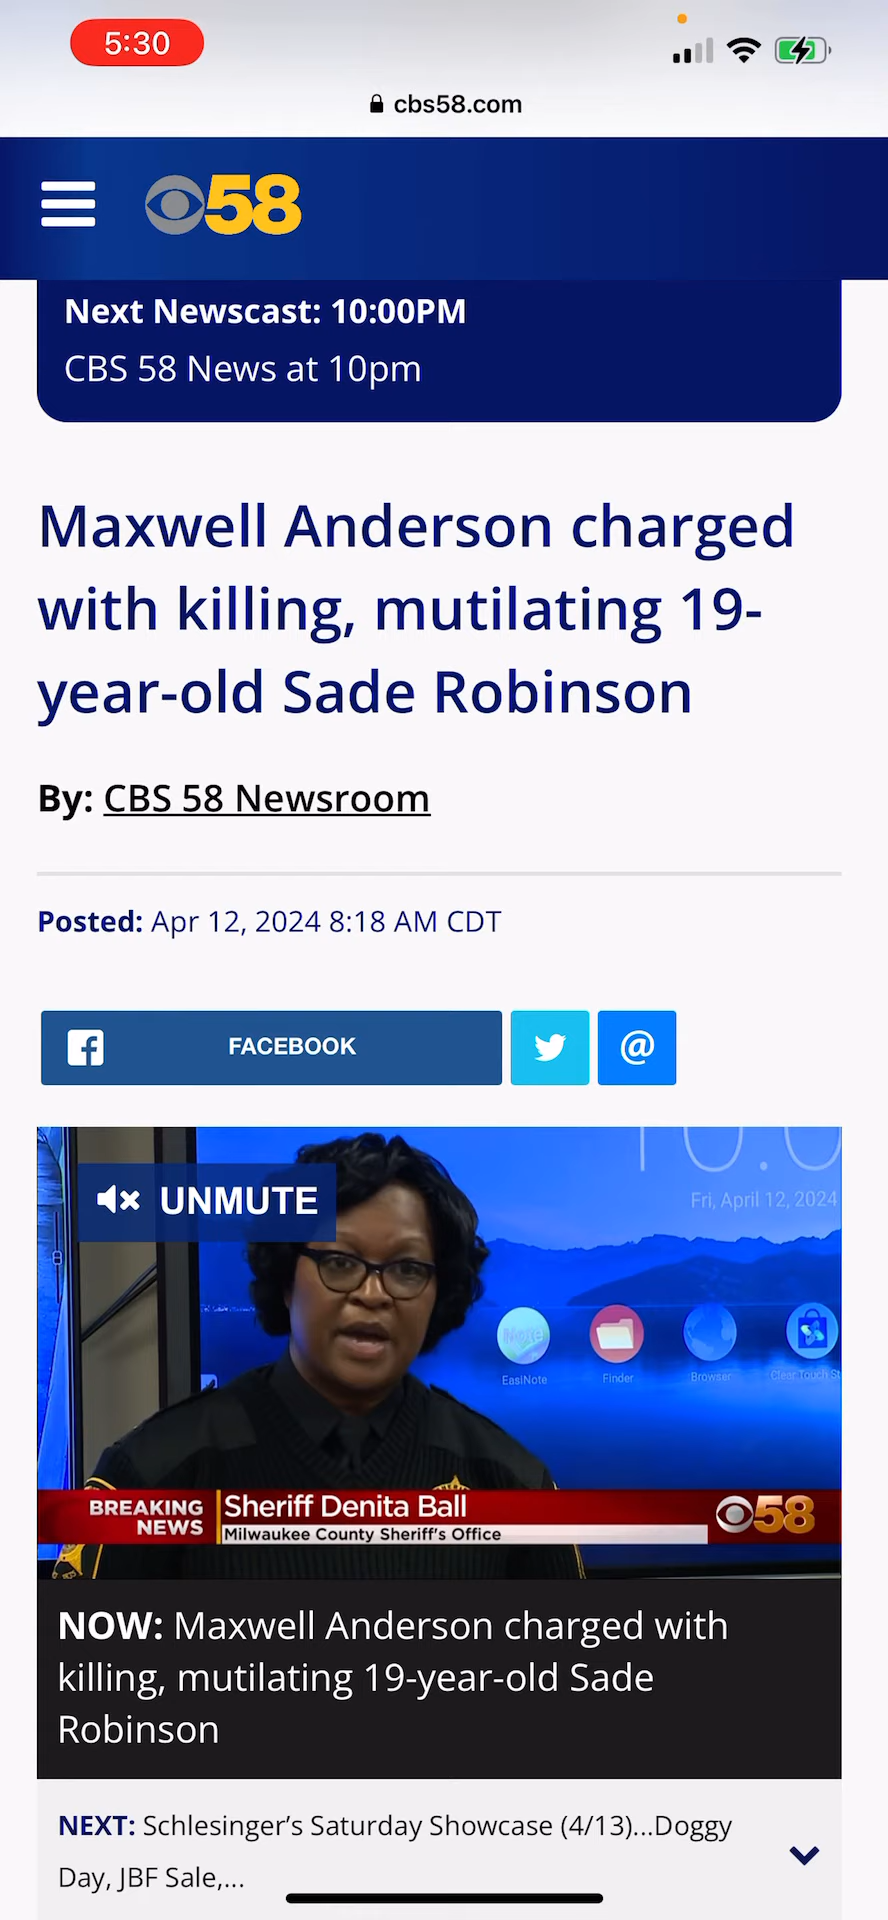 5:30
cbs58.com
58
Next Newscast: 10:00PM
CBS 58 News at 10pm
Maxwell Anderson charged
with killing, mutilating 19-
year-old Sade Robinson
By: CBS 58 Newsroom
Posted: Apr 12, 2024 8:18 AM CDT
FACEBOOK
@
UNMUTE
Fri, April 12, 2024
Note
EasiNote
Finder
Browser
Clear Touch St
BREAKING
NEWS
Sheriff Denita Ball
Milwaukee County Sheriff's Office
58
NOW: Maxwell Anderson charged with
killing, mutilating 19-year-old Sade
Robinson
NEXT: Schlesinger’s Saturday Showcase (4/13)...Doggy
Day, JBF Sale,...